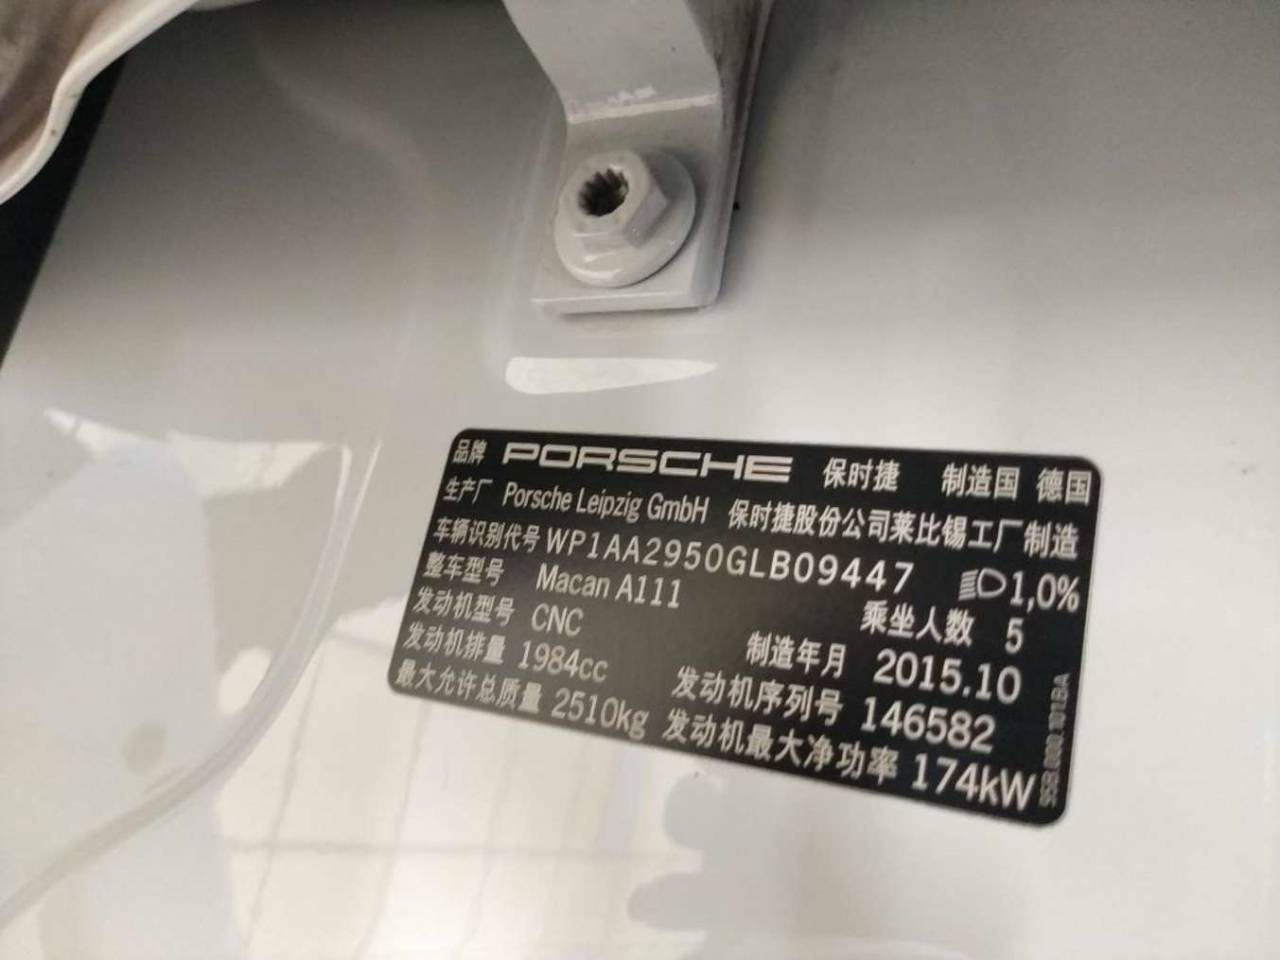 品牌 PORSCHE 保时捷 制造国 德国
生产厂 Porsche Leipzig GmbH 保时捷股份公司莱比锡工厂制造
车辆识别代号 WP1AA2950GLB09447 1,0%
整车型号 Macan A111 乘坐人数 5
发动机型号 CNC 制造年月 2015.10
发动机排量 1984cc 发动机序列号 146582
最大允许总质量 2510kg 发动机最大净功率 174kW
95B.000.101.BA